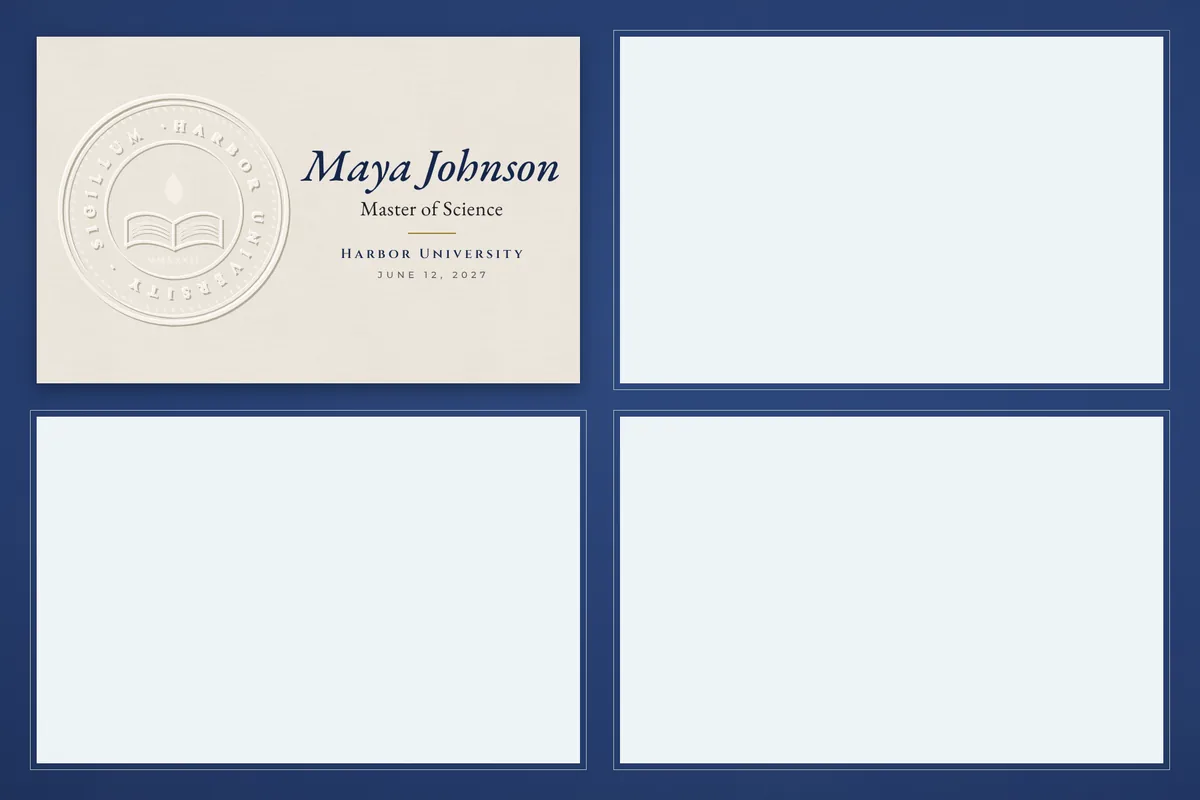 SIGILLUM · HARBOR UNIVERSITY ·
Maya Johnson
Master of Science
HARBOR UNIVERSITY
JUNE 12, 2027